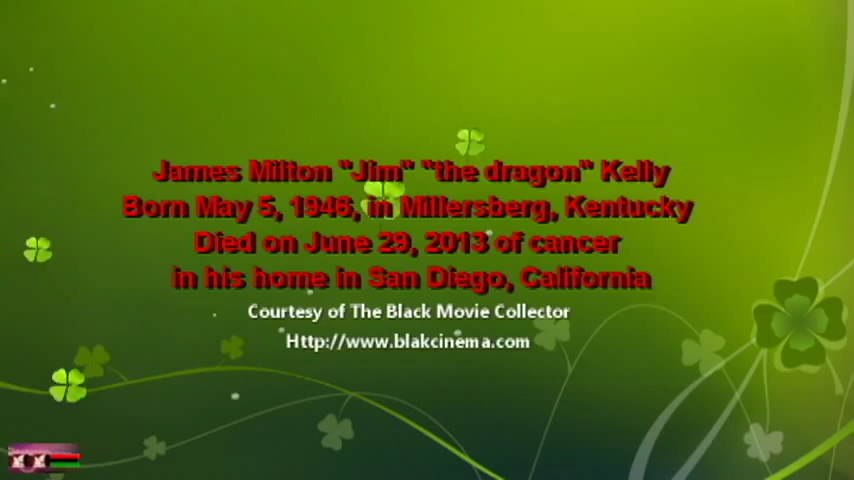 James Milton "Jim" "the dragon" Kelly
Born May 5, 1946, in Millersberg, Kentucky
Died on June 29, 2013 of cancer
in his home in San Diego, California
Courtesy of The Black Movie Collector
Http://www.blakcinema.com